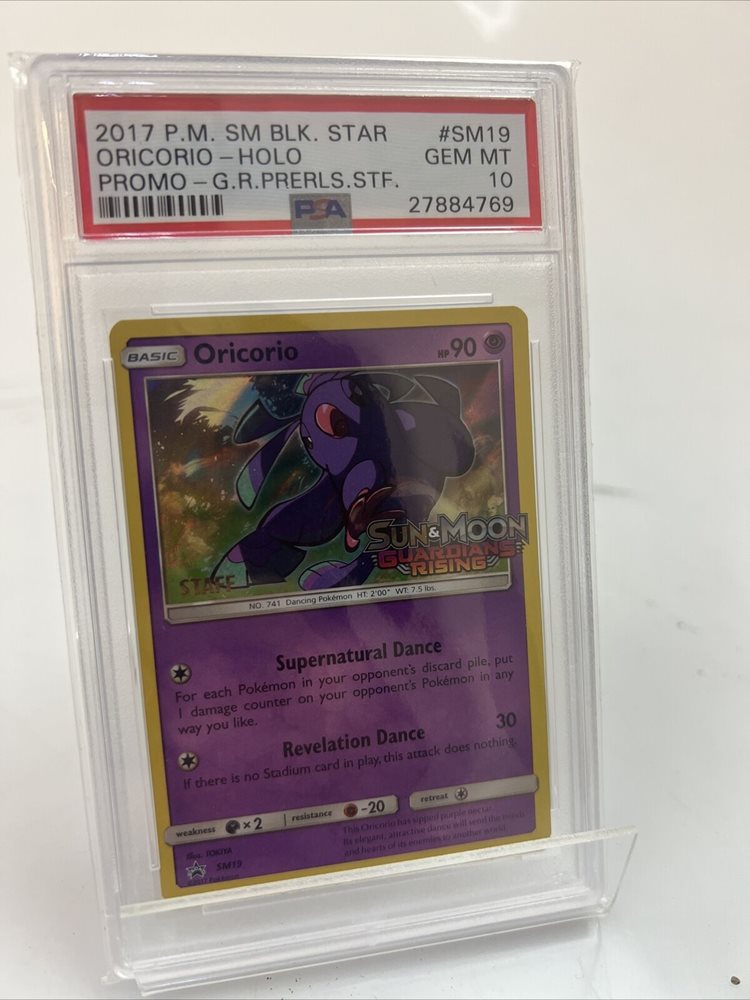 2017 P.M. SM BLK. STAR #SM19
ORICORIO – HOLO GEM MT
PROMO – G.R.PRERLS.STF. 10
PSA 27884769
BASIC Oricorio HP 90
SUN & MOON
GUARDIANS
RISING
STAFF
NO. 741 Dancing Pokémon HT: 2'00" WT: 7.5 lbs.
Supernatural Dance
For each Pokémon in your opponent's discard pile, put
1 damage counter on your opponent's Pokémon in any
way you like.
Revelation Dance 30
If there is no Stadium card in play, this attack does nothing.
weakness ×2 resistance -20 retreat
This Oricorio has sipped purple nectar.
Its elegant, attractive dance will send the minds
and hearts of its enemies to another world.
Illus. TOKIYA
SM19
©2017 Pokémon